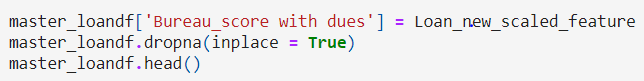 master_loandf['Bureau_score with dues'] = Loan_new_scaled_feature
master_loandf.dropna(inplace = True)
master_loandf.head()